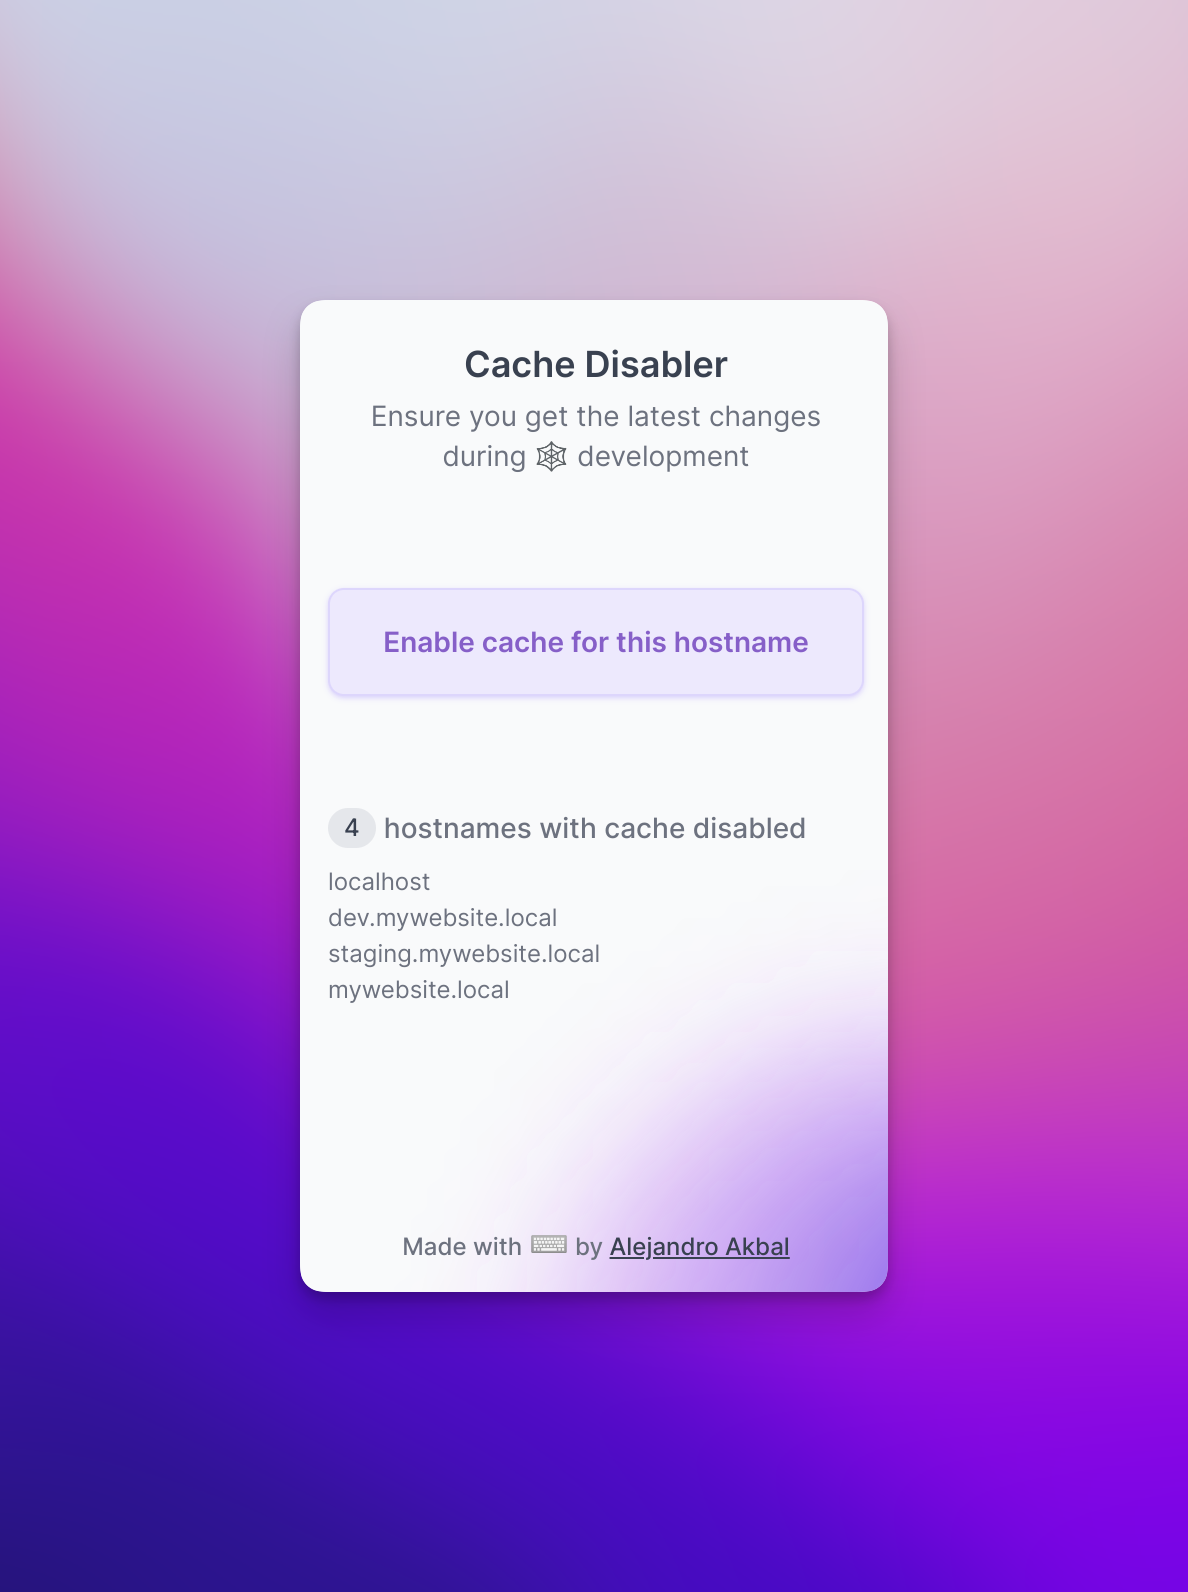 Cache Disabler
Ensure you get the latest changes
during 🕸 development
Enable cache for this hostname
4 hostnames with cache disabled
localhost
dev.mywebsite.local
staging.mywebsite.local
mywebsite.local
Made with ⌨️ by Alejandro Akbal